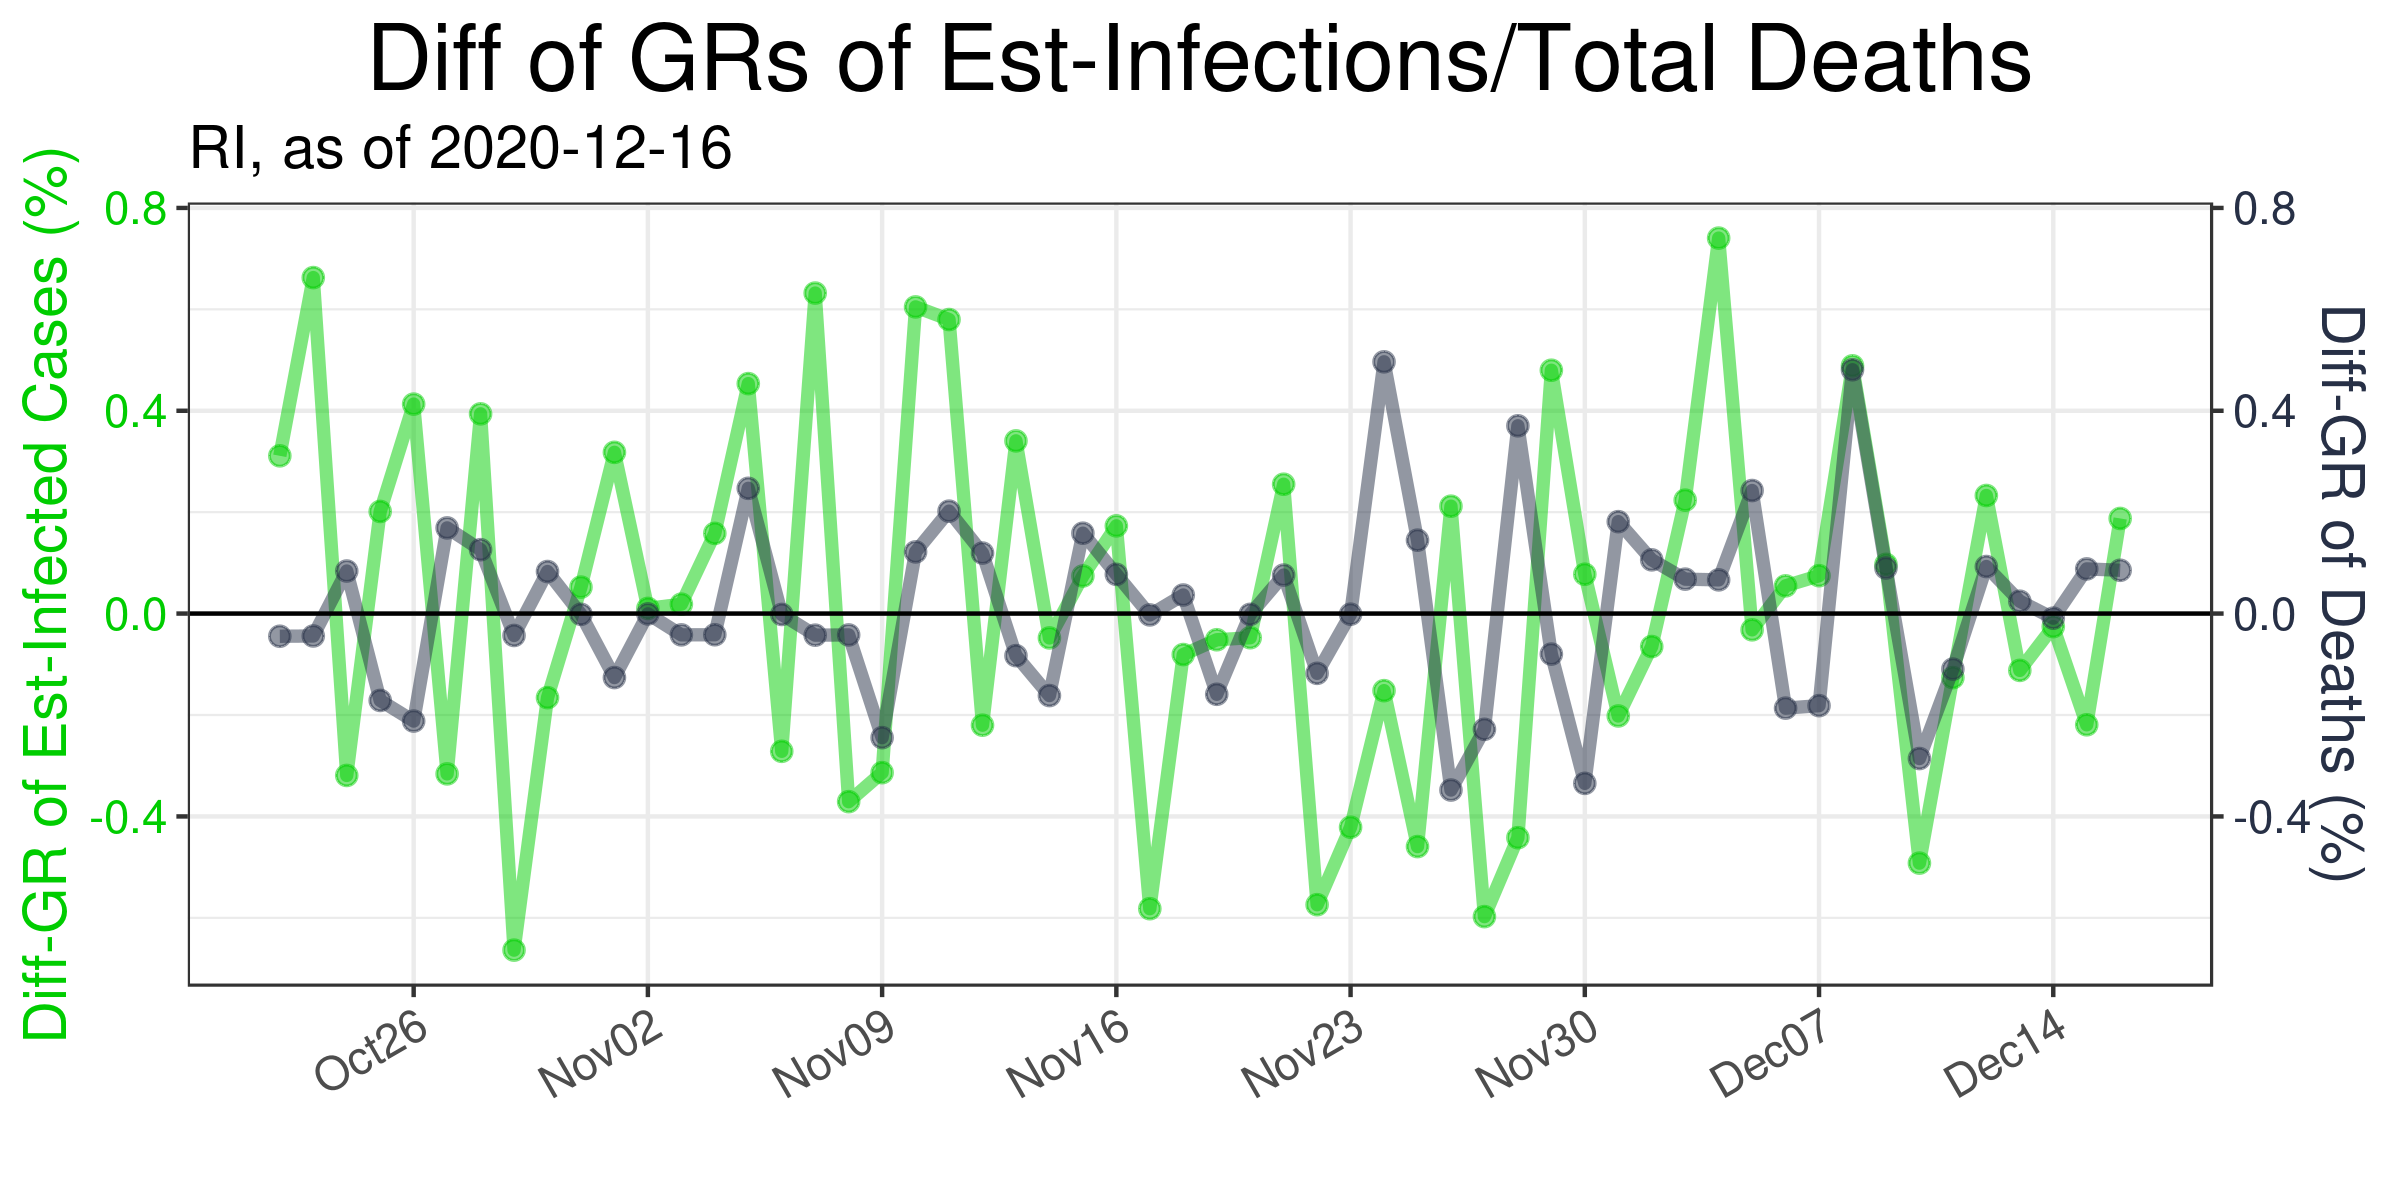 Diff of GRs of Est-Infections/Total Deaths
RI, as of 2020-12-16
Diff-GR of Est-Infected Cases (%)
0.8
0.4
0.0
-0.4
0.8
0.4
0.0
-0.4
Diff-GR of Deaths (%)
Oct26
Nov02
Nov09
Nov16
Nov23
Nov30
Dec07
Dec14